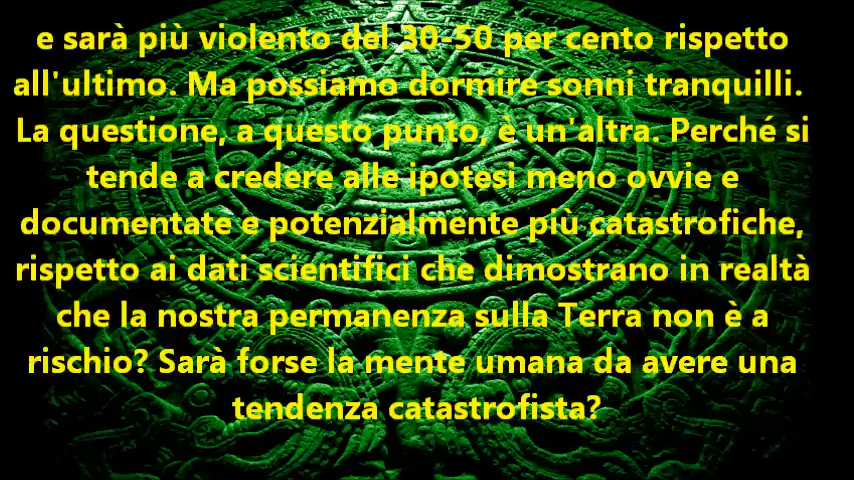 e sarà più violento del 30-50 per cento rispetto
all'ultimo. Ma possiamo dormire sonni tranquilli.
La questione, a questo punto, è un'altra. Perché si
tende a credere alle ipotesi meno ovvie e
documentate e potenzialmente più catastrofiche,
rispetto ai dati scientifici che dimostrano in realtà
che la nostra permanenza sulla Terra non è a
rischio? Sarà forse la mente umana da avere una
tendenza catastrofista?